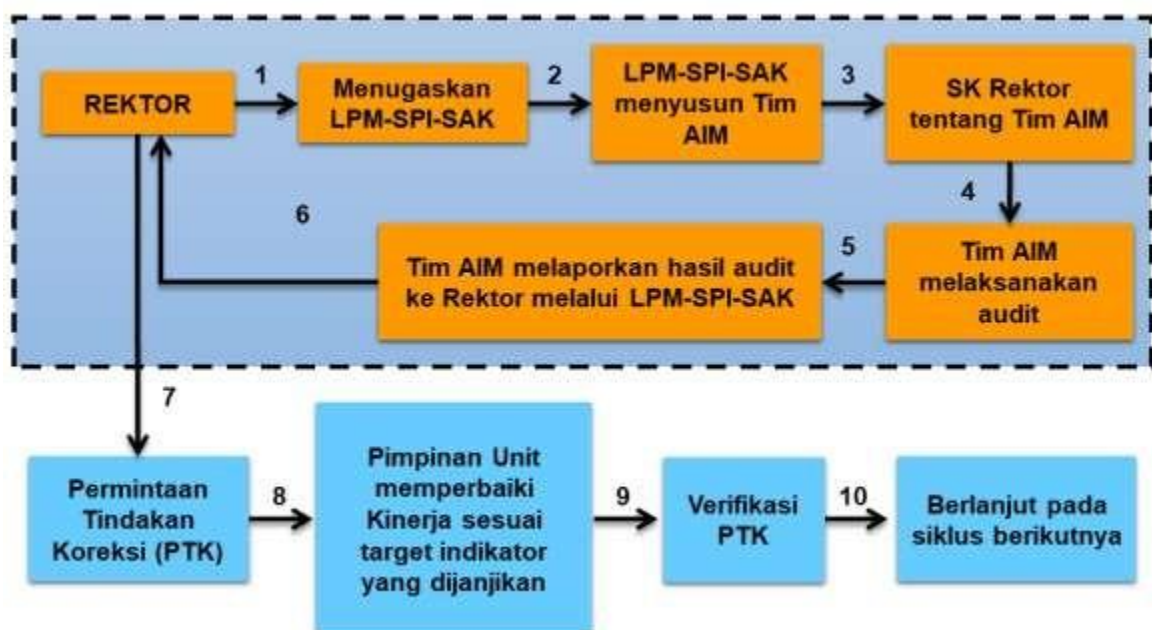 REKTOR
1
Menugaskan
LPM-SPI-SAK
2
LPM-SPI-SAK
menyusun Tim
AIM
3
SK Rektor
tentang Tim AIM
4
Tim AIM
melaksanakan
audit
5
Tim AIM melaporkan hasil audit
ke Rektor melalui LPM-SPI-SAK
6
7
Permintaan
Tindakan
Koreksi (PTK)
8
Pimpinan Unit
memperbaiki
Kinerja sesuai
target indikator
yang dijanjikan
9
Verifikasi
PTK
10
Berlanjut pada
siklus berikutnya